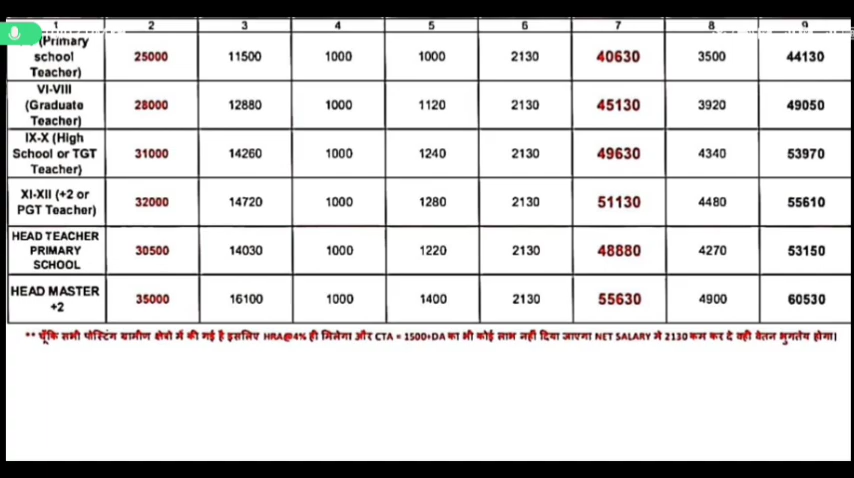 1 2 3 4 5 6 7 8 9
(Primary
school
Teacher) 25000 11500 1000 1000 2130 40630 3500 44130
VI-VIII
(Graduate
Teacher) 28000 12880 1000 1120 2130 45130 3920 49050
IX-X (High
School or TGT
Teacher) 31000 14260 1000 1240 2130 49630 4340 53970
XI-XII (+2 or
PGT Teacher) 32000 14720 1000 1280 2130 51130 4480 55610
HEAD TEACHER
PRIMARY
SCHOOL 30500 14030 1000 1220 2130 48880 4270 53150
HEAD MASTER
+2 35000 16100 1000 1400 2130 55630 4900 60530
** चूँकि सभी पोस्टिंग ग्रामीण क्षेत्रो में की गई है इसलिए HRA@4% ही मिलेगा और CTA = 1500+DA का भी कोई लाभ नहीं दिया जाएगा NET SALARY मे 2130 कम कर दे वही वेतन भुगतेय होगा।